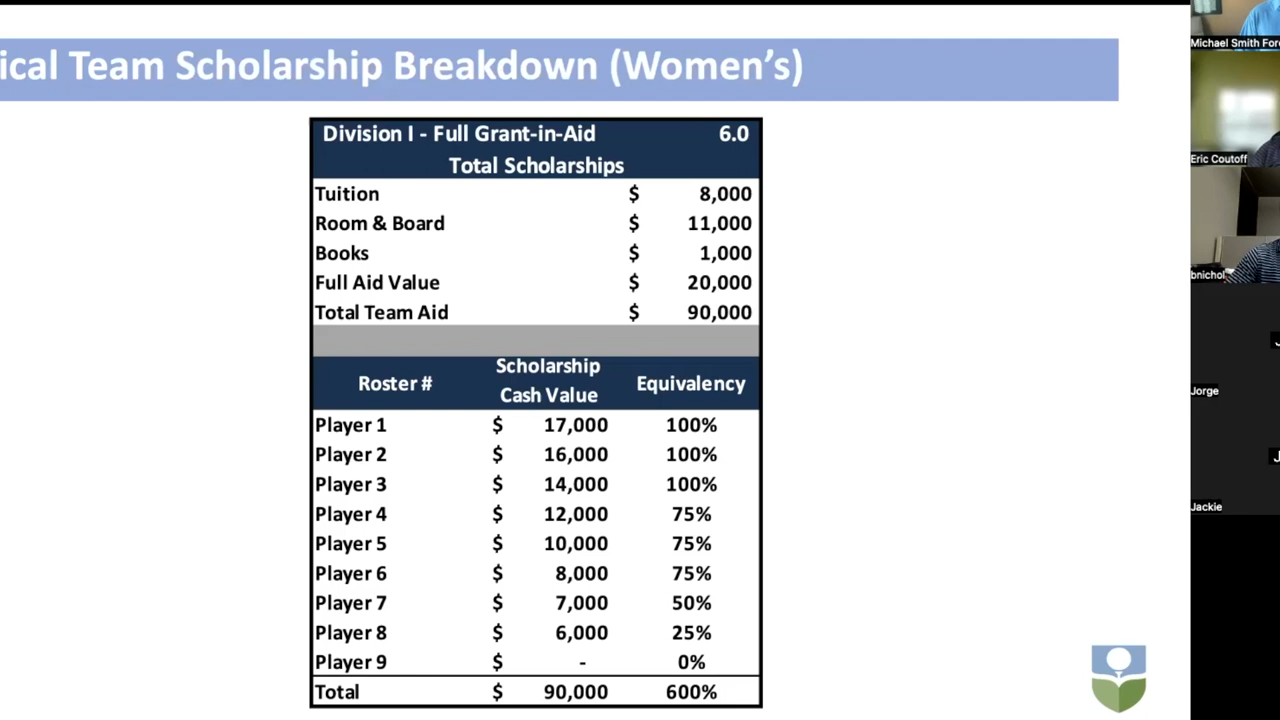 ical Team Scholarship Breakdown (Women's)
Michael Smith For
Division I - Full Grant-in-Aid 6.0
Total Scholarships
Tuition $ 8,000
Room & Board $ 11,000
Books $ 1,000
Full Aid Value $ 20,000
Total Team Aid $ 90,000
Roster # Scholarship Cash Value Equivalency
Player 1 $ 17,000 100%
Player 2 $ 16,000 100%
Player 3 $ 14,000 100%
Player 4 $ 12,000 75%
Player 5 $ 10,000 75%
Player 6 $ 8,000 75%
Player 7 $ 7,000 50%
Player 8 $ 6,000 25%
Player 9 $ - 0%
Total $ 90,000 600%
Eric Coutoff
bnichol
J
Jorge
J
Jackie